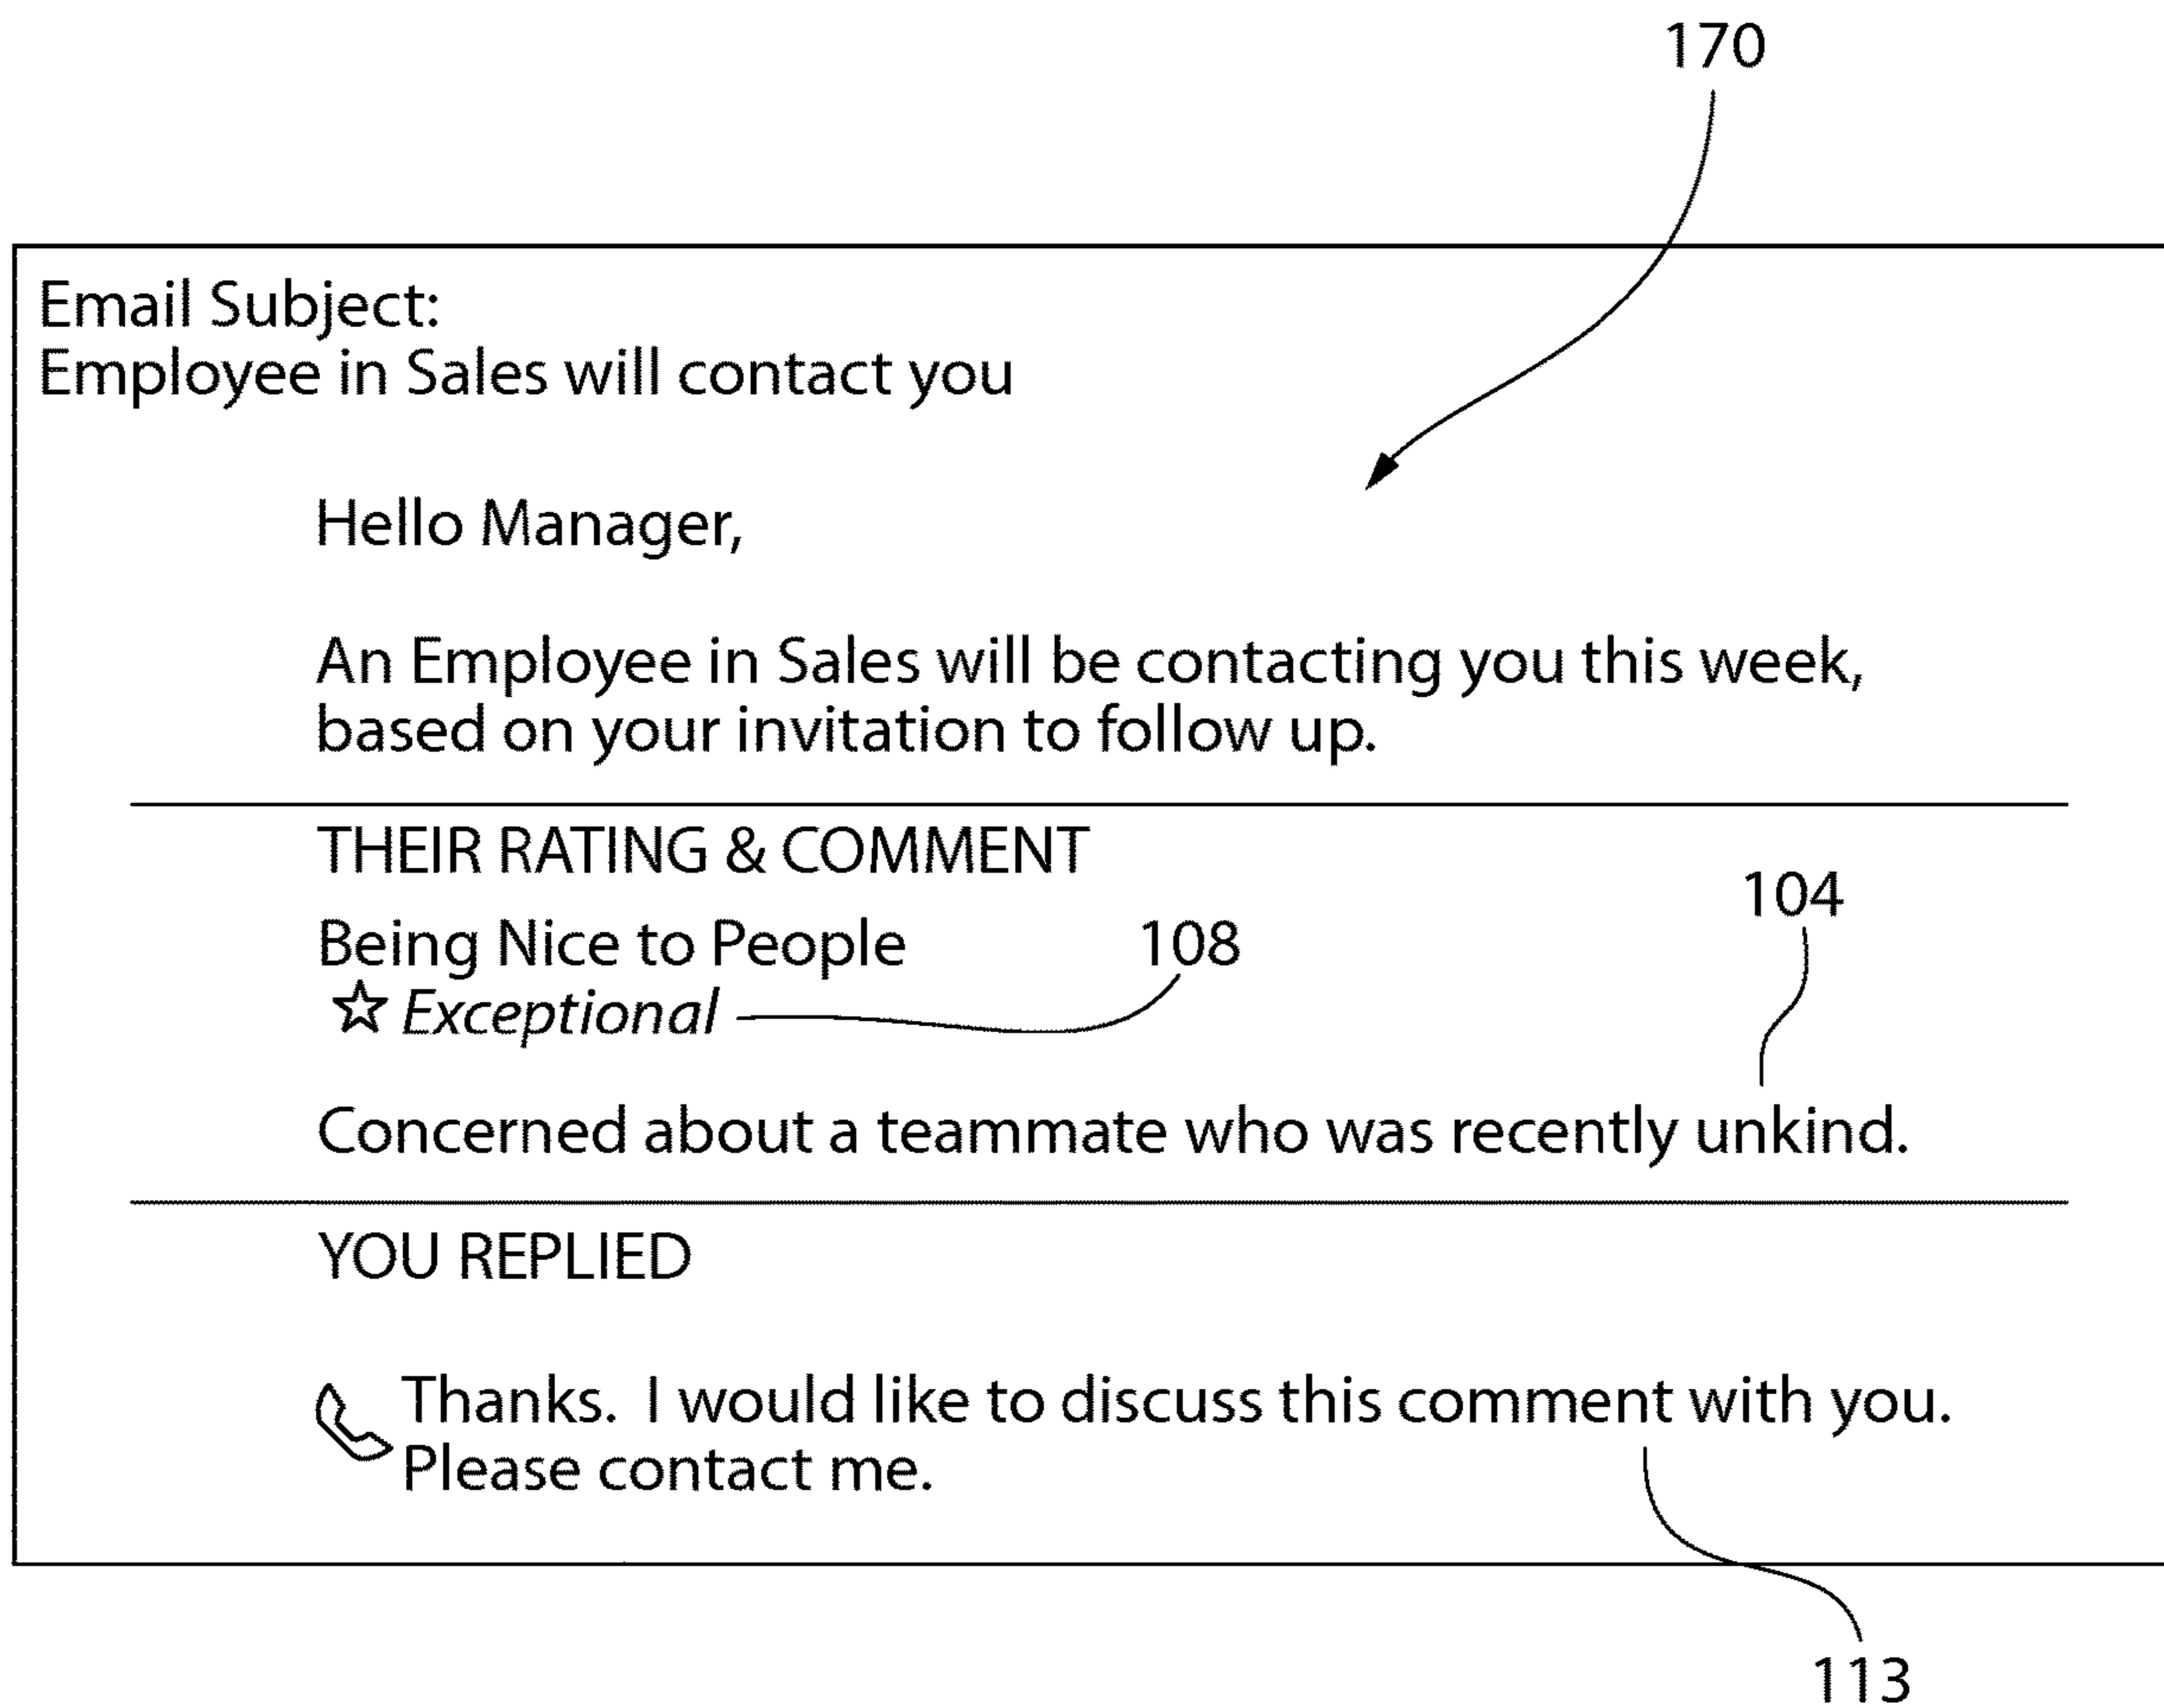 170
Email Subject:
Employee in Sales will contact you
Hello Manager,
An Employee in Sales will be contacting you this week,
based on your invitation to follow up.
THEIR RATING & COMMENT
104
Being Nice to People 108
Exceptional
Concerned about a teammate who was recently unkind.
YOU REPLIED
Thanks. I would like to discuss this comment with you.
Please contact me.
113